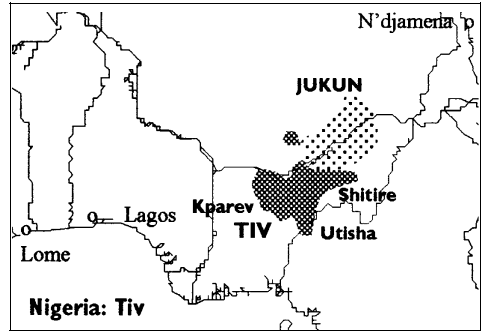 N'djamena
JUKUN
Shitire
Kparev
Lagos
TIV
Utisha
Lome
Nigeria: Tiv